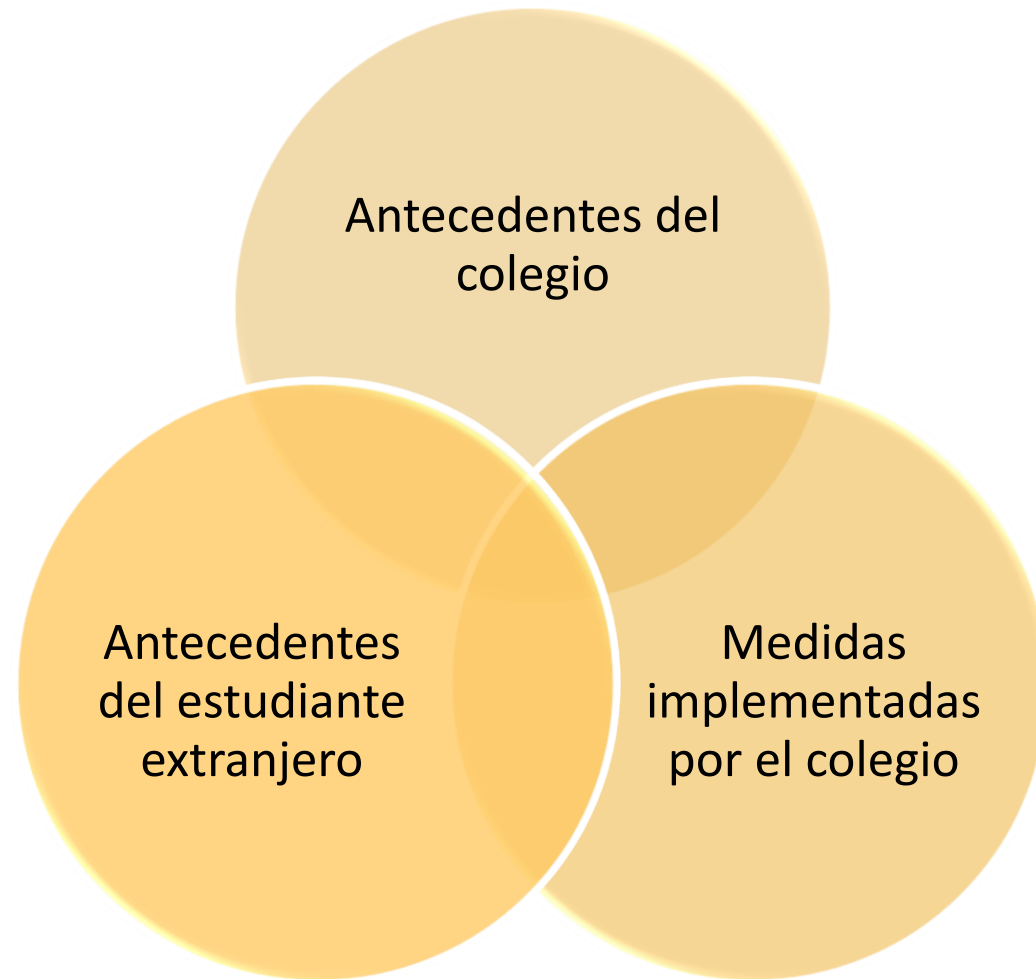 Antecedentes del
colegio
Antecedentes
del estudiante
extranjero
Medidas
implementadas
por el colegio